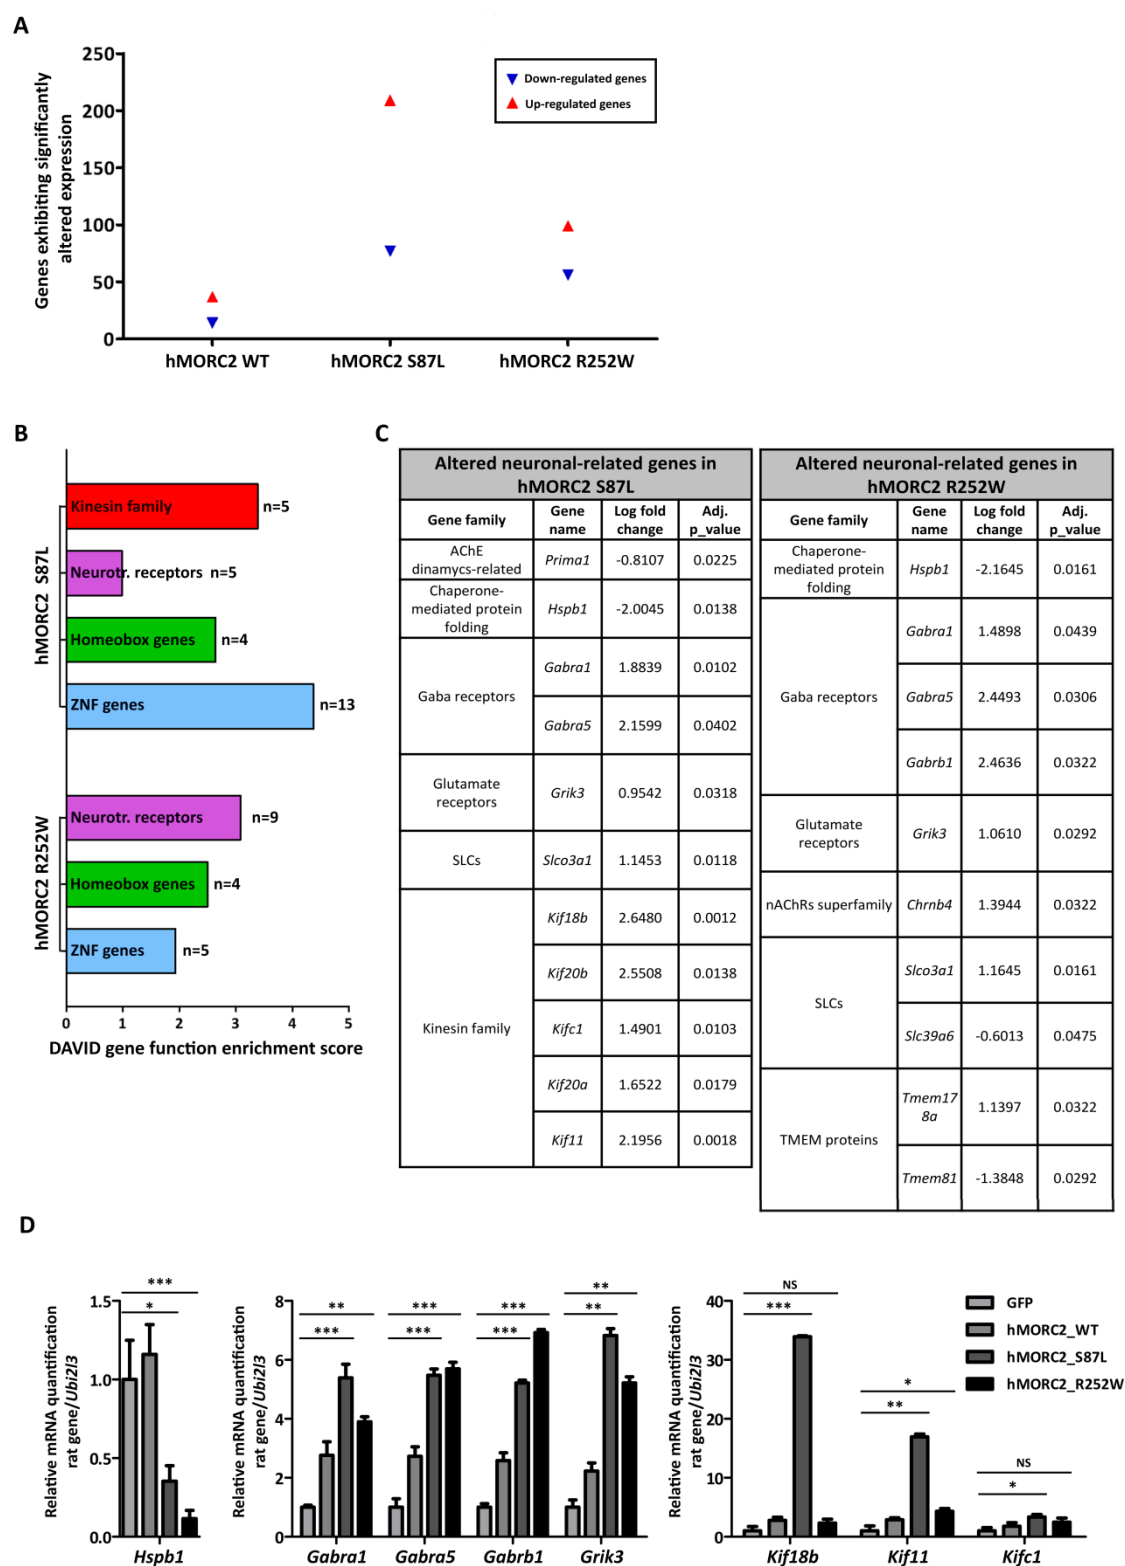 A
Genes exhibiting significantly
altered expression
250
200
150
100
50
0
Down-regulated genes
Up-regulated genes
hMORC2 WT
hMORC2 S87L
hMORC2 R252W
B
hMORC2 S87L
Kinesin family n=5
Neurotr. receptors n=5
Homeobox genes n=4
ZNF genes n=13
hMORC2 R252W
Neurotr. receptors n=9
Homeobox genes n=4
ZNF genes n=5
0 1 2 3 4 5
DAVID gene function enrichment score
C
Altered neuronal-related genes in
hMORC2 S87L
Gene family Gene name Log fold change Adj. p_value
AChE dinamycs-related Prima1 -0.8107 0.0225
Chaperone-mediated protein folding Hspb1 -2.0045 0.0138
Gaba receptors Gabra1 1.8839 0.0102
Gabra5 2.1599 0.0402
Glutamate receptors Grik3 0.9542 0.0318
SLCs Slco3a1 1.1453 0.0118
Kinesin family Kif18b 2.6480 0.0012
Kif20b 2.5508 0.0138
Kifc1 1.4901 0.0103
Kif20a 1.6522 0.0179
Kif11 2.1956 0.0018
Altered neuronal-related genes in
hMORC2 R252W
Gene family Gene name Log fold change Adj. p_value
Chaperone-mediated protein folding Hspb1 -2.1645 0.0161
Gaba receptors Gabra1 1.4898 0.0439
Gabra5 2.4493 0.0306
Gabrb1 2.4636 0.0322
Glutamate receptors Grik3 1.0610 0.0292
nAChRs superfamily Chrnb4 1.3944 0.0322
SLCs Slco3a1 1.1645 0.0161
Slc39a6 -0.6013 0.0475
TMEM proteins Tmem178a 1.1397 0.0322
Tmem81 -1.3848 0.0292
D
Relative mRNA quantification
rat gene/Ubi2l3
1.5
1.0
0.5
0.0
***
*
Hspb1
Relative mRNA quantification
rat gene/Ubi2l3
8
6
4
2
0
** *** *** **
*** *** *** **
Gabra1 Gabra5 Gabrb1 Grik3
Relative mRNA quantification
rat gene/Ubi2l3
40
30
20
10
0
NS
***
*
**
NS
*
Kif18b Kif11 Kifc1
GFP
hMORC2_WT
hMORC2_S87L
hMORC2_R252W